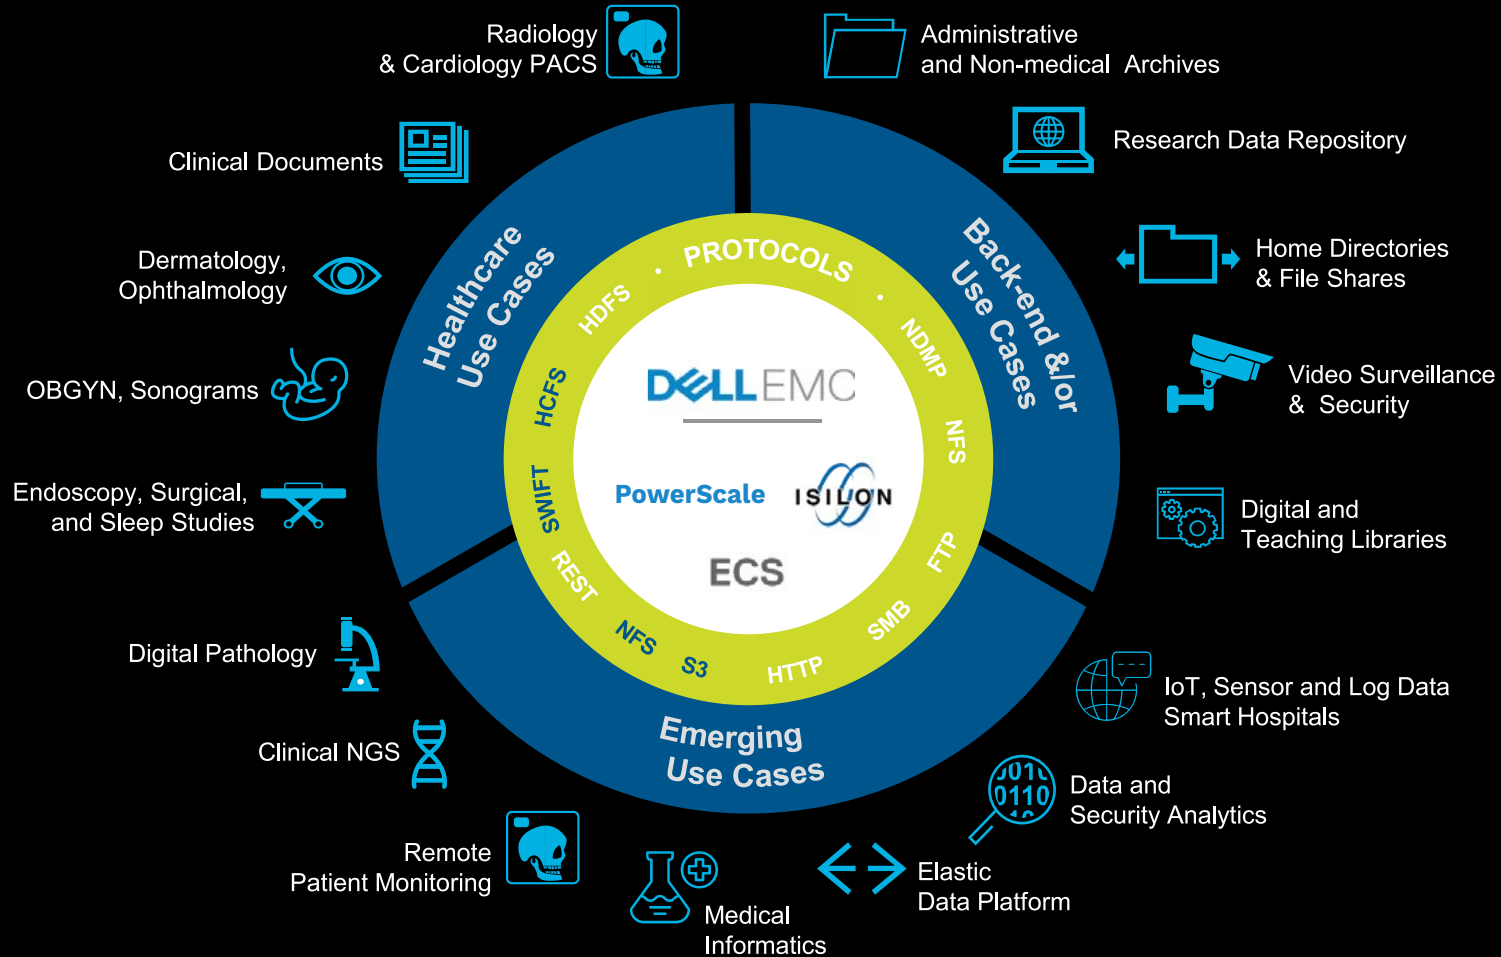 Radiology
& Cardiology PACS
Administrative
and Non-medical Archives
Clinical Documents
Research Data Repository
Dermatology,
Ophthalmology
Home Directories
& File Shares
OBGYN, Sonograms
Video Surveillance
& Security
Endoscopy, Surgical,
and Sleep Studies
Digital and
Teaching Libraries
Digital Pathology
IoT, Sensor and Log Data
Smart Hospitals
Clinical NGS
Data and
Security Analytics
Remote
Patient Monitoring
Elastic
Data Platform
Medical
Informatics
Healthcare
Use Cases
Back-end &/or
Use Cases
Emerging
Use Cases
· PROTOCOLS ·
NDMP
NFS
FTP
SMB
HTTP
S3
NFS
REST
SWIFT
HCFS
HDFS
DELLEMC
PowerScale
ISILON
ECS
0110